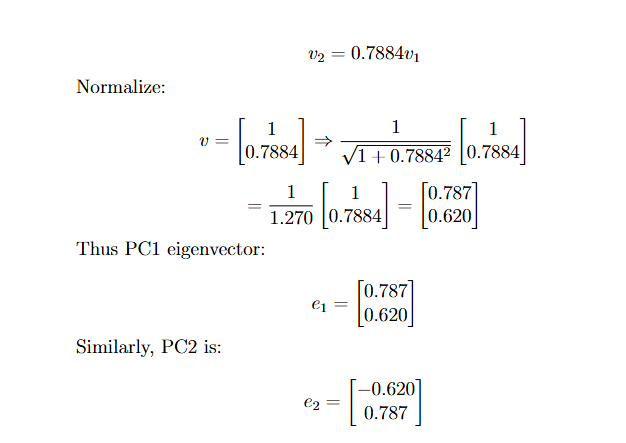 v₂ = 0.7884v₁
Normalize:
v = [1; 0.7884] ⇒ 1/√(1 + 0.7884²) [1; 0.7884]
= 1/1.270 [1; 0.7884] = [0.787; 0.620]
Thus PC1 eigenvector:
e₁ = [0.787; 0.620]
Similarly, PC2 is:
e₂ = [−0.620; 0.787]